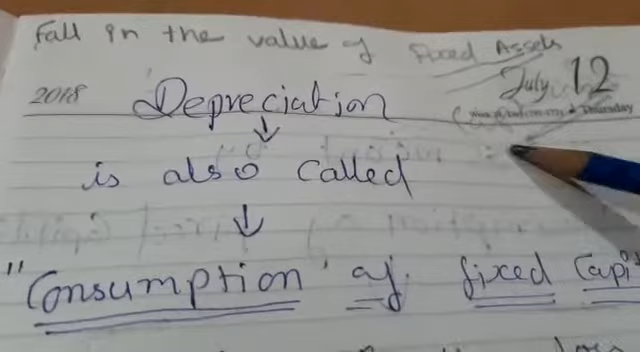 Fall in the value of Fixed Assets
2018 Depreciation July 12
is also called
"Consumption" of fixed Capi